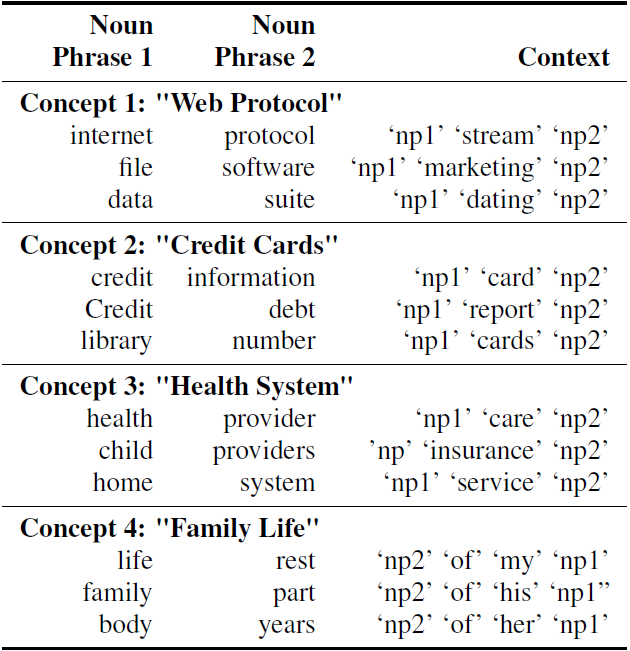 Noun Noun
Phrase 1 Phrase 2 Context
Concept 1: "Web Protocol"
internet protocol ‘np1’ ‘stream’ ‘np2’
file software ‘np1’ ‘marketing’ ‘np2’
data suite ‘np1’ ‘dating’ ‘np2’
Concept 2: "Credit Cards"
credit information ‘np1’ ‘card’ ‘np2’
Credit debt ‘np1’ ‘report’ ‘np2’
library number ‘np1’ ‘cards’ ‘np2’
Concept 3: "Health System"
health provider ‘np1’ ‘care’ ‘np2’
child providers ’np’ ‘insurance’ ‘np2’
home system ‘np1’ ‘service’ ‘np2’
Concept 4: "Family Life"
life rest ‘np2’ ‘of’ ‘my’ ‘np1’
family part ‘np2’ ‘of’ ‘his’ ‘np1”
body years ‘np2’ ‘of’ ‘her’ ‘np1’